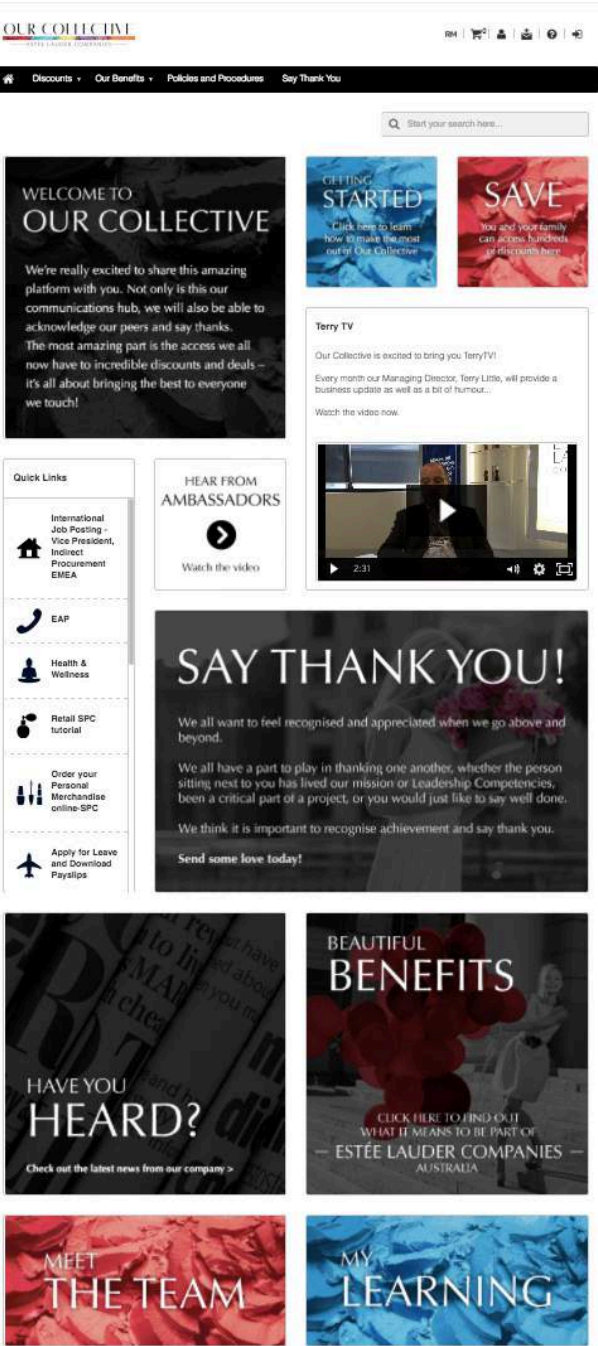 OUR COLLECTIVE
ESTÉE LAUDER COMPANIES
RM
0
Discounts
Our Benefits
Policies and Procedures
Say Thank You
Start your search here...
WELCOME TO
OUR COLLECTIVE
We're really excited to share this amazing
platform with you. Not only is this our
communications hub, we will also be able to
acknowledge our peers and say thanks.
The most amazing part is the access we all
now have to incredible discounts and deals –
it's all about bringing the best to everyone
we touch!
GETTING
STARTED
Click here to learn
how to make the most
out of Our Collective
SAVE
You and your family
can access hundreds
of discounts here
Terry TV
Our Collective is excited to bring you TerryTV!
Every month our Managing Director, Terry Little, will provide a
business update as well as a bit of humour...
Watch the video now.
2:31
Quick Links
International
Job Posting -
Vice President,
Indirect
Procurement
EMEA
EAP
Health &
Wellness
Retail SPC
tutorial
Order your
Personal
Merchandise
online-SPC
Apply for Leave
and Download
Payslips
HEAR FROM
AMBASSADORS
Watch the video
SAY THANK YOU!
We all want to feel recognised and appreciated when we go above and
beyond.
We all have a part to play in thanking one another, whether the person
sitting next to you has lived our mission or Leadership Competencies,
been a critical part of a project, or you would just like to say well done.
We think it is important to recognise achievement and say thank you.
Send some love today!
HAVE YOU
HEARD?
Check out the latest news from our company >
BEAUTIFUL
BENEFITS
CLICK HERE TO FIND OUT
WHAT IT MEANS TO BE PART OF
— ESTÉE LAUDER COMPANIES —
AUSTRALIA
MEET
THE TEAM
MY
LEARNING